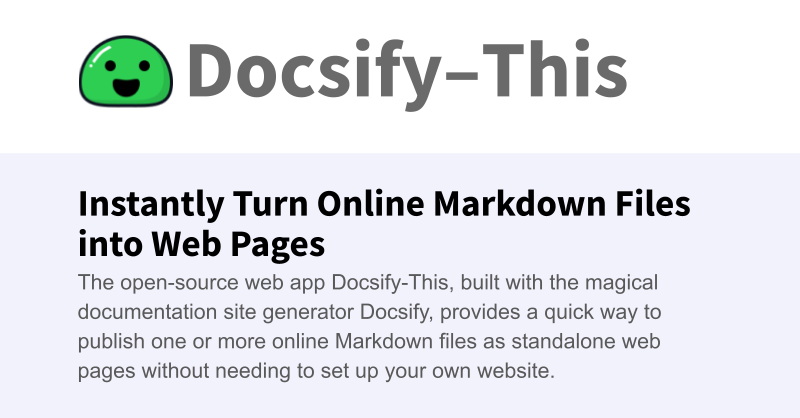 Docsify–This
Instantly Turn Online Markdown Files
into Web Pages
The open-source web app Docsify-This, built with the magical
documentation site generator Docsify, provides a quick way to
publish one or more online Markdown files as standalone web
pages without needing to set up your own website.